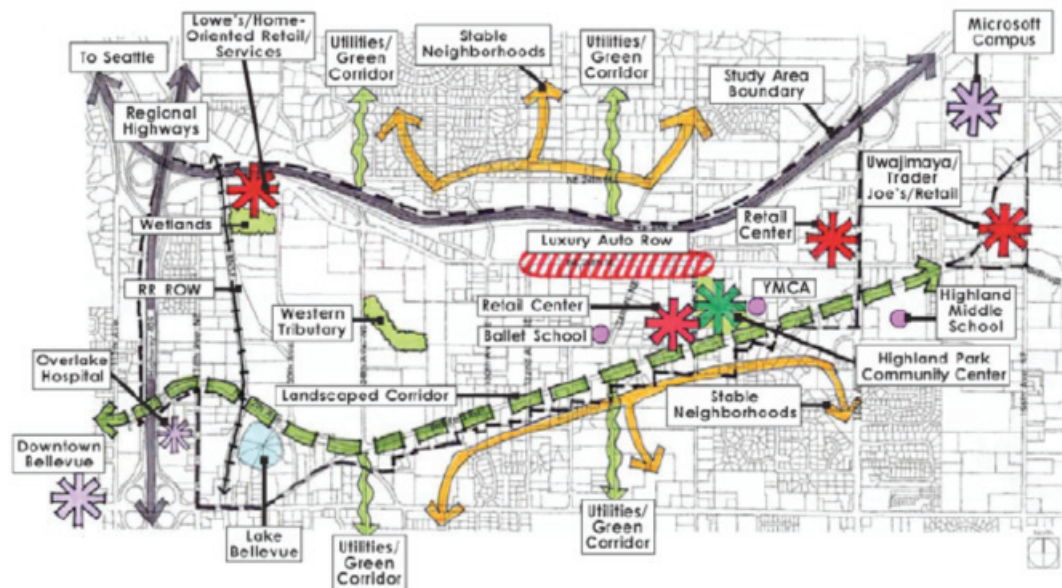 Lowe's/Home-
Oriented Retail/
Services
To Seattle
Utilities/
Green
Corridor
Stable
Neighborhoods
Utilities/
Green
Corridor
Microsoft
Campus
Study Area
Boundary
Regional
Highways
Uwajimaya/
Trader
Joe's/Retail
NE 24th
Wetlands
Retail
Center
Luxury Auto Row
RR ROW
YMCA
Retail Center
Highland
Middle
School
Western
Tributary
Ballet School
Overlake
Hospital
Highland Park
Community Center
Landscaped Corridor
Stable
Neighborhoods
Downtown
Bellevue
Lake
Bellevue
Utilities/
Green
Corridor
Utilities/
Green
Corridor